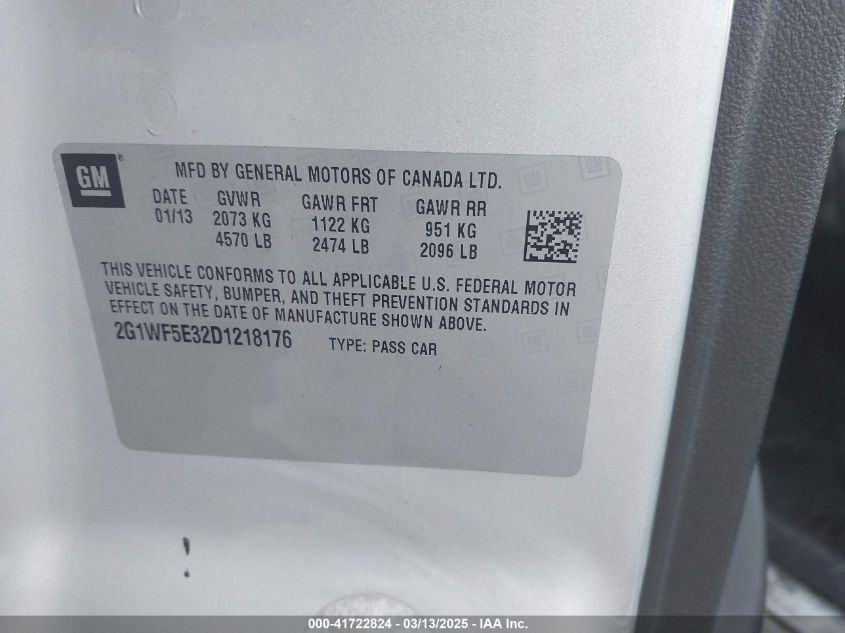 GM ®
MFD BY GENERAL MOTORS OF CANADA LTD.
DATE GVWR GAWR FRT GAWR RR
01/13 2073 KG 1122 KG 951 KG
4570 LB 2474 LB 2096 LB
THIS VEHICLE CONFORMS TO ALL APPLICABLE U.S. FEDERAL MOTOR
VEHICLE SAFETY, BUMPER, AND THEFT PREVENTION STANDARDS IN
EFFECT ON THE DATE OF MANUFACTURE SHOWN ABOVE.
2G1WF5E32D1218176 TYPE: PASS CAR
000-41722824 - 03/13/2025 - IAA Inc.